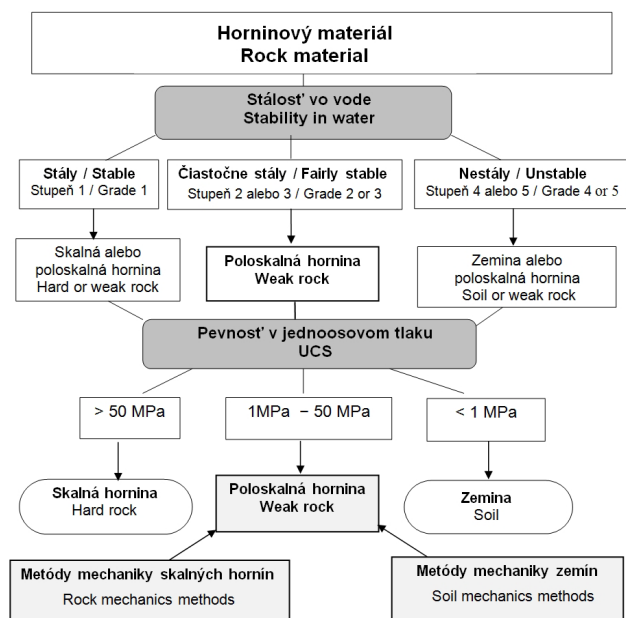 Horninový materiál
Rock material
Stálosť vo vode
Stability in water
Stály / Stable
Stupeň 1 / Grade 1
Čiastočne stály / Fairly stable
Stupeň 2 alebo 3 / Grade 2 or 3
Nestály / Unstable
Stupeň 4 alebo 5 / Grade 4 or 5
Skalná alebo
poloskalná hornina
Hard or weak rock
Poloskalná hornina
Weak rock
Zemina alebo
poloskalná hornina
Soil or weak rock
Pevnosť v jednoosovom tlaku
UCS
> 50 MPa
1MPa − 50 MPa
< 1 MPa
Skalná hornina
Hard rock
Poloskalná hornina
Weak rock
Zemina
Soil
Metódy mechaniky skalných hornín
Rock mechanics methods
Metódy mechaniky zemín
Soil mechanics methods